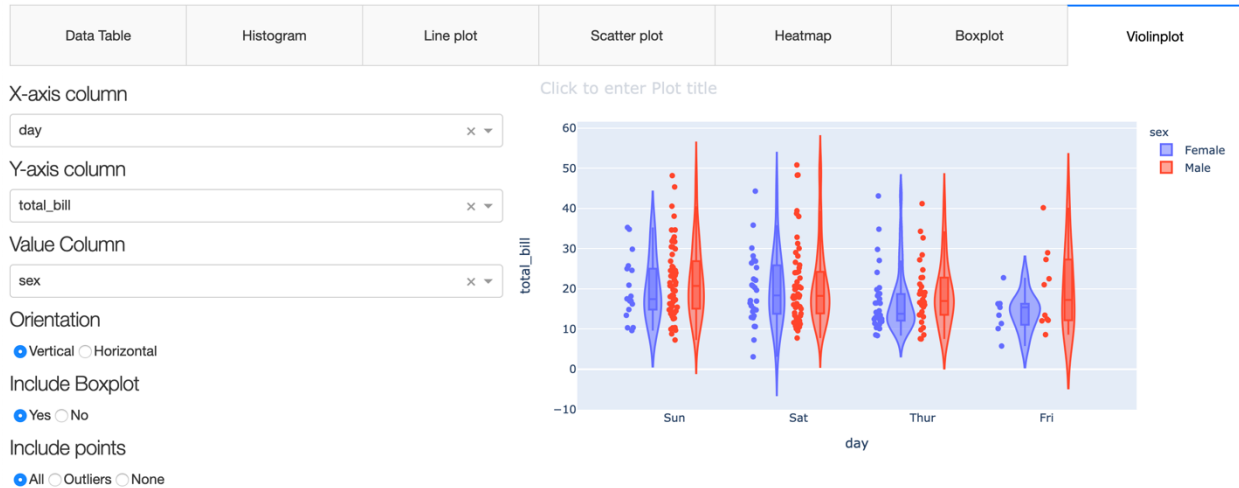 Data Table Histogram Line plot Scatter plot Heatmap Boxplot Violinplot
X-axis column
day
Y-axis column
total_bill
Value Column
sex
Orientation
Vertical Horizontal
Include Boxplot
Yes No
Include points
All Outliers None
Click to enter Plot title
60
50
40
30
20
10
0
−10
total_bill
Sun Sat Thur Fri
day
sex
Female
Male